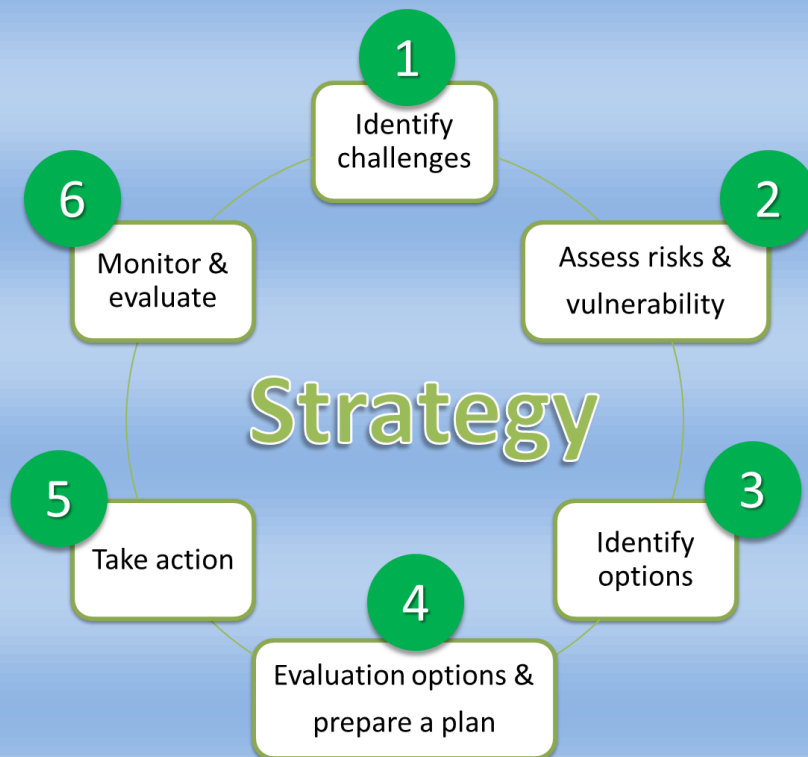 1
Identify
challenges
2
Assess risks &
vulnerability
3
Identify
options
4
Evaluation options &
prepare a plan
5
Take action
6
Monitor &
evaluate
Strategy